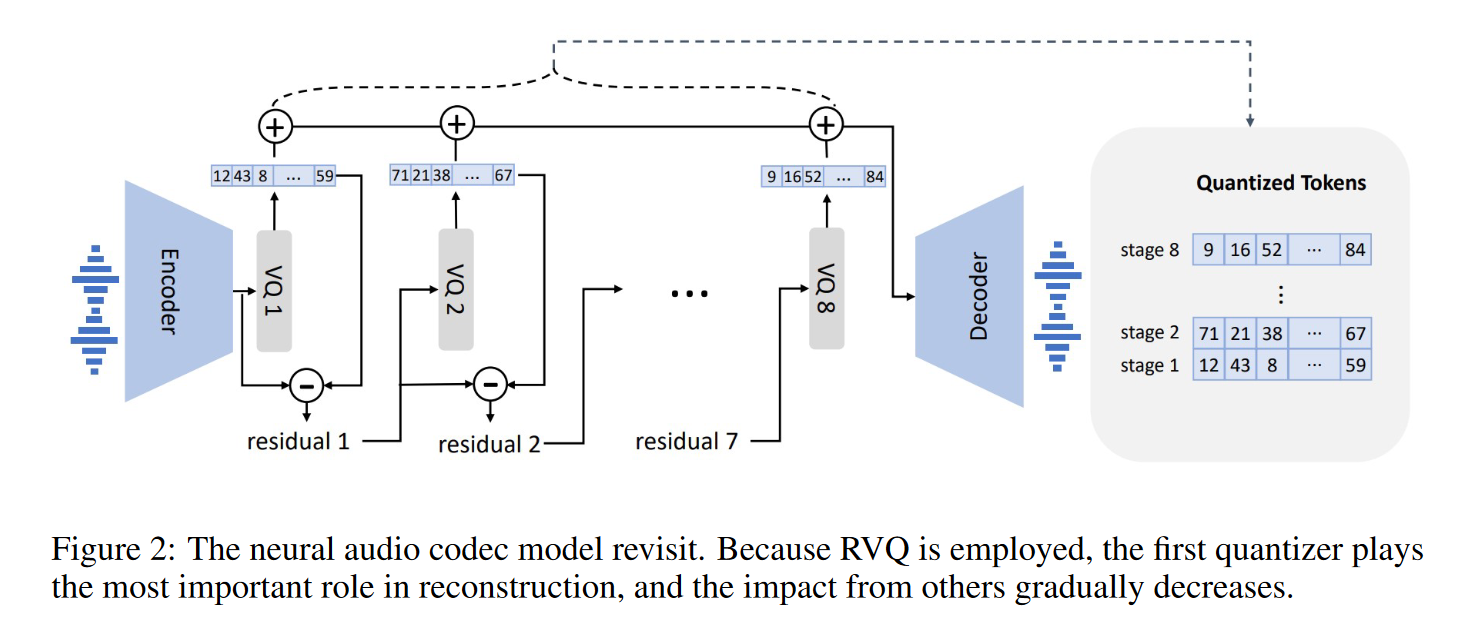 12 43 8 ... 59
71 21 38 ... 67
9 16 52 ... 84
Encoder
VQ 1
VQ 2
...
VQ 8
Decoder
residual 1
residual 2
residual 7
Quantized Tokens
stage 8 9 16 52 ... 84
⋮
stage 2 71 21 38 ... 67
stage 1 12 43 8 ... 59
Figure 2: The neural audio codec model revisit. Because RVQ is employed, the first quantizer plays
the most important role in reconstruction, and the impact from others gradually decreases.